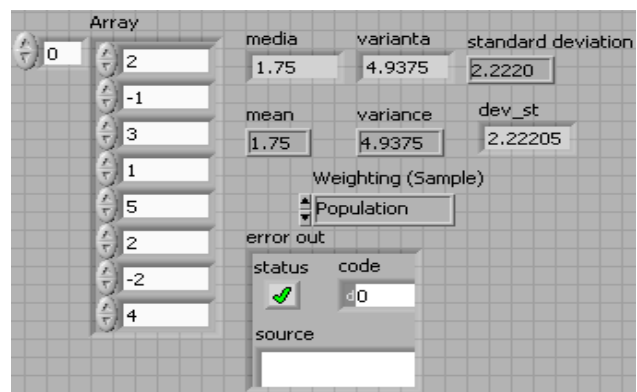 Array
0
2
-1
3
1
5
2
-2
4
media varianta standard deviation
1.75 4.9375 2.2220
mean variance dev_st
1.75 4.9375 2.22205
Weighting (Sample)
Population
error out
status code
d0
source